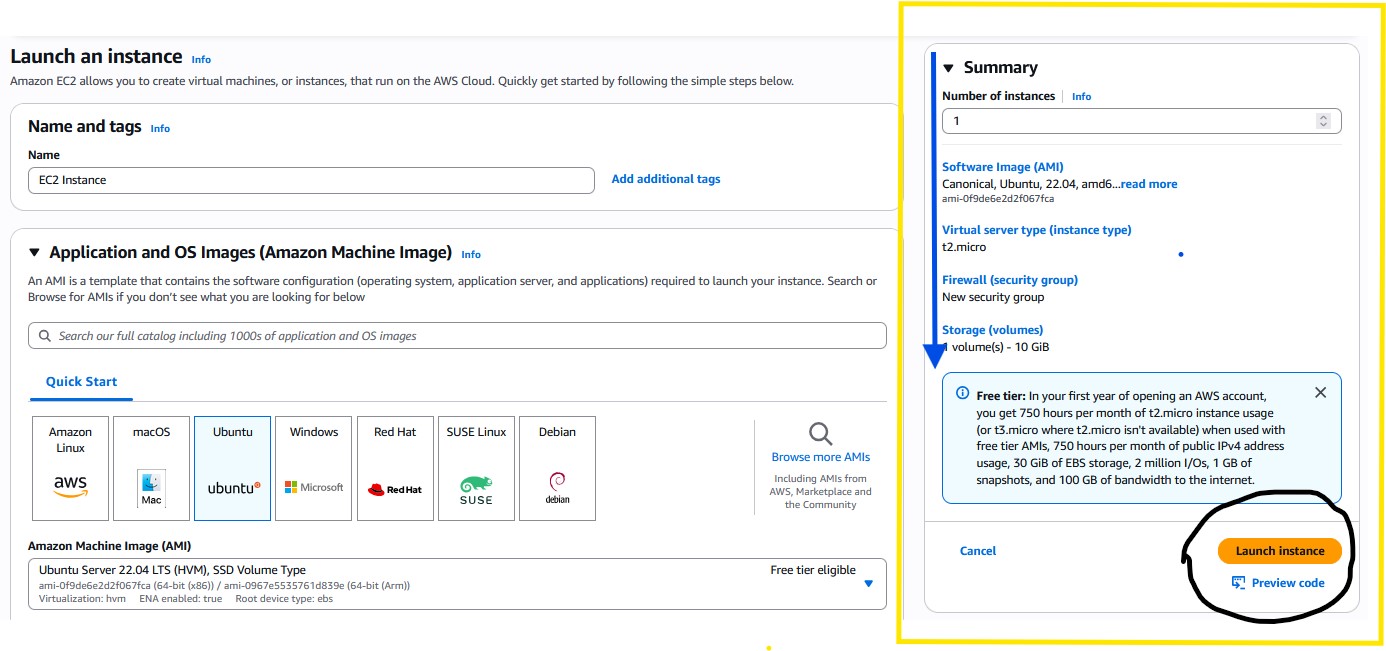 Launch an instance Info
Amazon EC2 allows you to create virtual machines, or instances, that run on the AWS Cloud. Quickly get started by following the simple steps below.
Name and tags Info
Name
EC2 Instance
Add additional tags
Application and OS Images (Amazon Machine Image) Info
An AMI is a template that contains the software configuration (operating system, application server, and applications) required to launch your instance. Search or
Browse for AMIs if you don't see what you are looking for below
Search our full catalog including 1000s of application and OS images
Quick Start
Amazon
Linux
aws
macOS
Mac
Ubuntu
ubuntu
Windows
Microsoft
Red Hat
Red Hat
SUSE Linux
SUSE
Debian
debian
Browse more AMIs
Including AMIs from
AWS, Marketplace and
the Community
Amazon Machine Image (AMI)
Ubuntu Server 22.04 LTS (HVM), SSD Volume Type
Free tier eligible
ami-0f9de6e2d2f067fca (64-bit (x86)) / ami-0967e5535761d839e (64-bit (Arm))
Virtualization: hvm ENA enabled: true Root device type: ebs
Summary
Number of instances Info
1
Software Image (AMI)
Canonical, Ubuntu, 22.04, amd6...read more
ami-0f9de6e2d2f067fca
Virtual server type (instance type)
t2.micro
Firewall (security group)
New security group
Storage (volumes)
1 volume(s) - 10 GiB
Free tier: In your first year of opening an AWS account,
you get 750 hours per month of t2.micro instance usage
(or t3.micro where t2.micro isn't available) when used with
free tier AMIs, 750 hours per month of public IPv4 address
usage, 30 GiB of EBS storage, 2 million I/Os, 1 GB of
snapshots, and 100 GB of bandwidth to the internet.
Cancel
Launch instance
Preview code